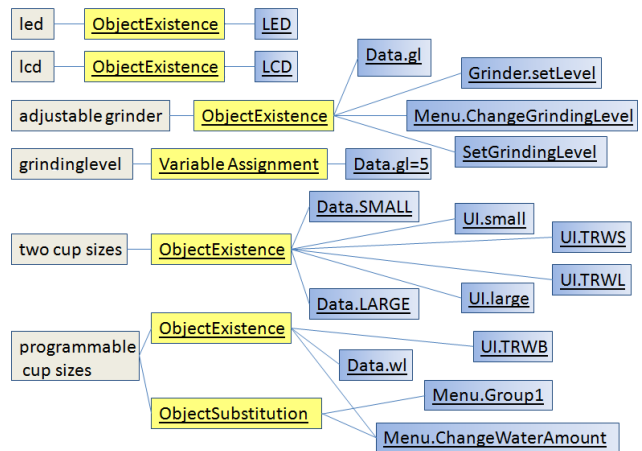 led
ObjectExistence
LED
lcd
ObjectExistence
LCD
Data.gl
Grinder.setLevel
adjustable grinder
ObjectExistence
Menu.ChangeGrindingLevel
SetGrindingLevel
grindinglevel
Variable Assignment
Data.gl=5
Data.SMALL
UI.small
UI.TRWS
two cup sizes
ObjectExistence
UI.TRWL
Data.LARGE
UI.large
programmable
cup sizes
ObjectExistence
UI.TRWB
Data.wl
Menu.Group1
ObjectSubstitution
Menu.ChangeWaterAmount